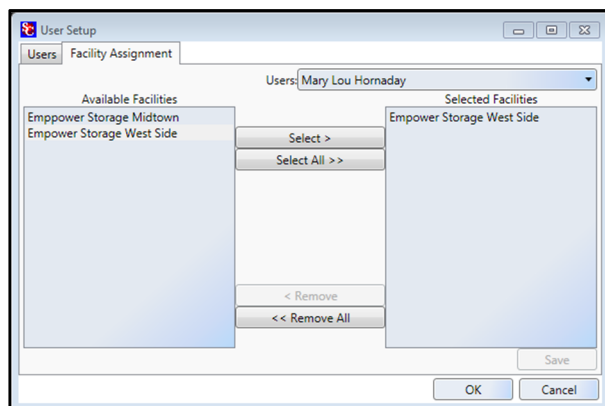 User Setup
Users
Facility Assignment
Users: Mary Lou Hornaday
Available Facilities
Selected Facilities
Emppower Storage Midtown
Empower Storage West Side
Empower Storage West Side
Select >
Select All >>
< Remove
<< Remove All
Save
OK
Cancel